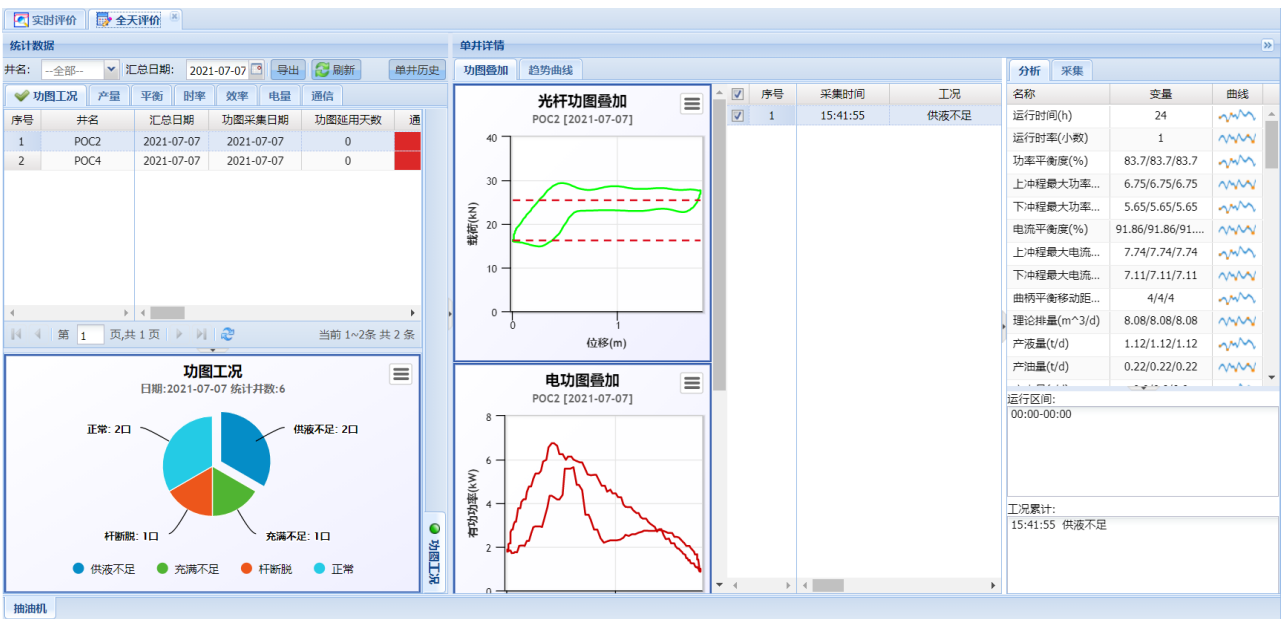 实时评价 全天评价
统计数据
井名: --全部-- 汇总日期: 2021-07-07 导出 刷新 单井历史
功图工况 产量 平衡 时率 效率 电量 通信
序号 井名 汇总日期 功图采集日期 功图延用天数 通
1 POC2 2021-07-07 2021-07-07 0
2 POC4 2021-07-07 2021-07-07 0
第 1 页,共 1 页 当前 1~2条 共 2 条
功图工况
日期:2021-07-07 统计井数:6
正常: 2口 供液不足: 2口
杆断脱: 1口 充满不足: 1口
供液不足 充满不足 杆断脱 正常
功图工况
单井详情
功图叠加 趋势曲线
光杆功图叠加
POC2 [2021-07-07]
40
30
20
10
0
载荷(kN)
0 1
位移(m)
电功图叠加
POC2 [2021-07-07]
8
6
4
2
0
有功功率(kW)
序号 采集时间 工况
1 15:41:55 供液不足
分析 采集
名称 变量 曲线
运行时间(h) 24
运行时率(小数) 1
功率平衡度(%) 83.7/83.7/83.7
上冲程最大功率... 6.75/6.75/6.75
下冲程最大功率... 5.65/5.65/5.65
电流平衡度(%) 91.86/91.86/91....
上冲程最大电流... 7.74/7.74/7.74
下冲程最大电流... 7.11/7.11/7.11
曲柄平衡移动距... 4/4/4
理论排量(m^3/d) 8.08/8.08/8.08
产液量(t/d) 1.12/1.12/1.12
产油量(t/d) 0.22/0.22/0.22
运行区间:
00:00-00:00
工况累计:
15:41:55 供液不足
抽油机